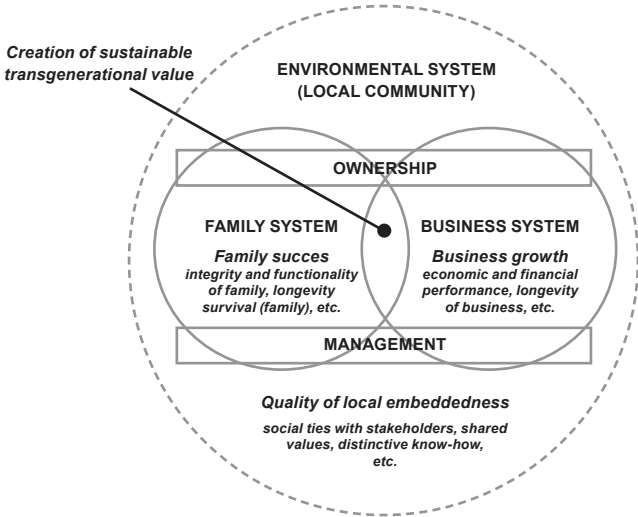 Creation of sustainable
transgenerational value
ENVIRONMENTAL SYSTEM
(LOCAL COMMUNITY)
OWNERSHIP
FAMILY SYSTEM
Family succes
integrity and functionality
of family, longevity
survival (family), etc.
BUSINESS SYSTEM
Business growth
economic and financial
performance, longevity
of business, etc.
MANAGEMENT
Quality of local embeddedness
social ties with stakeholders, shared
values, distinctive know-how,
etc.